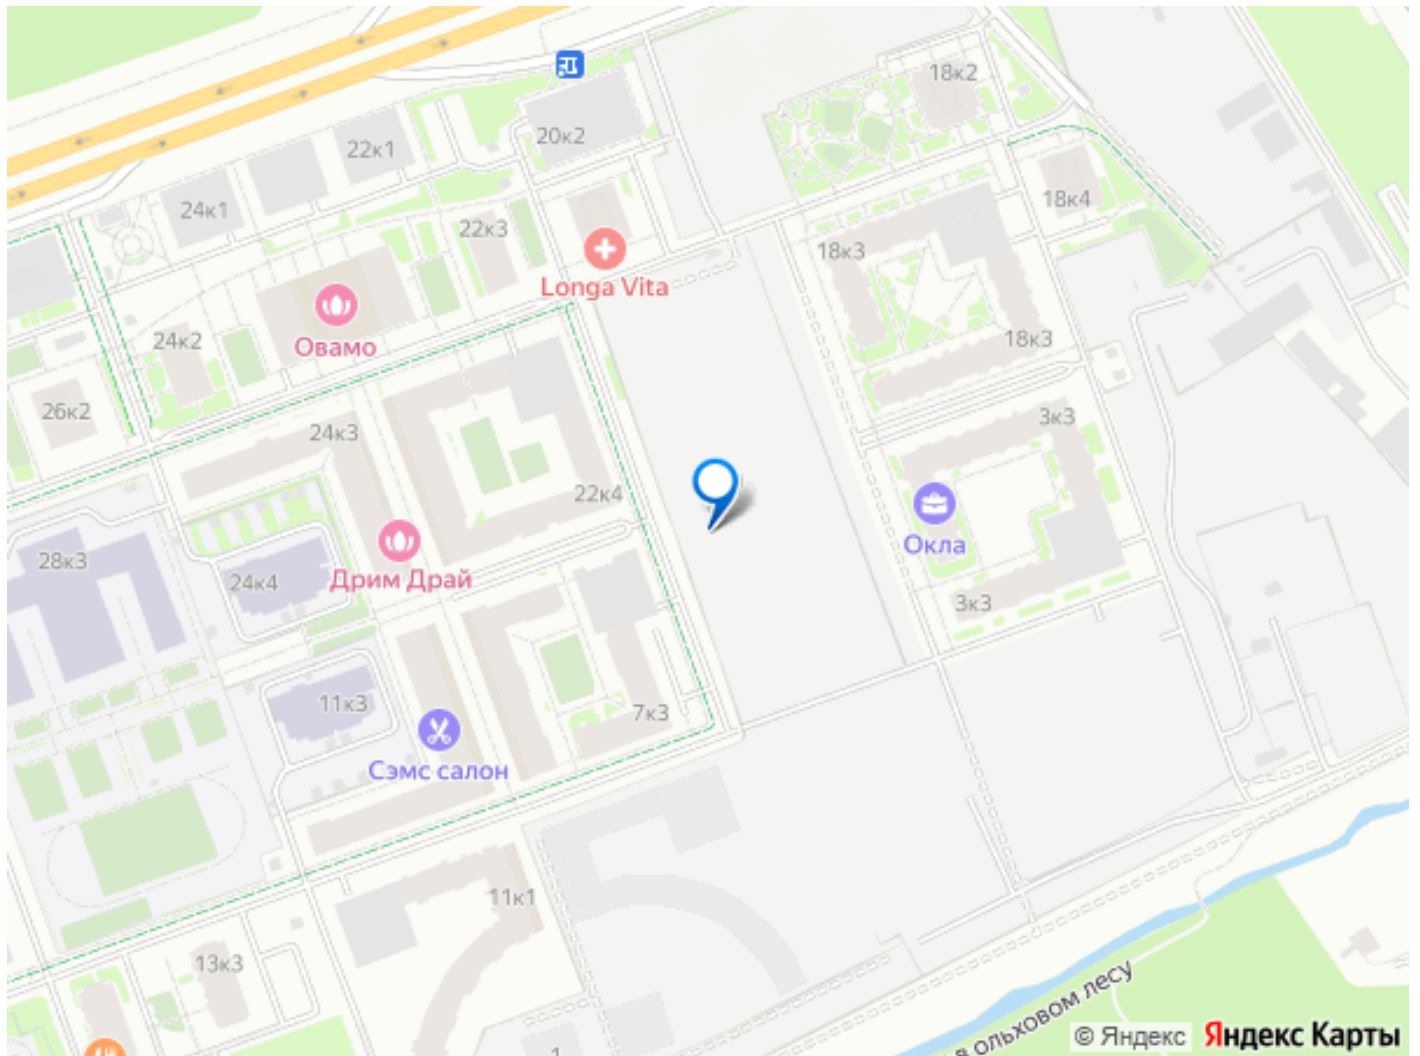 18к2
20к2
22к1
24к1
22к3
18к4
18к3
Longa Vita
24к2
Овамо
18к3
26к2
24к3
3к3
22к4
28к3
24к4
Дрим Драй
Окла
3к3
11к3
7к3
Сэмс салон
11к1
13к3
в ольховом лесу
1
© Яндекс
Яндекс Карты